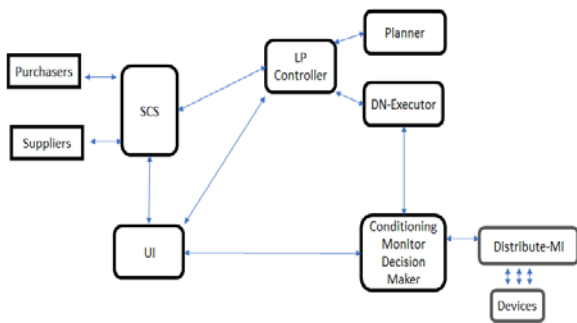 Planner
LP
Controller
Purchasers
SCS
DN-Executor
Suppliers
UI
Conditioning
Monitor
Decision
Maker
Distribute-MI
Devices